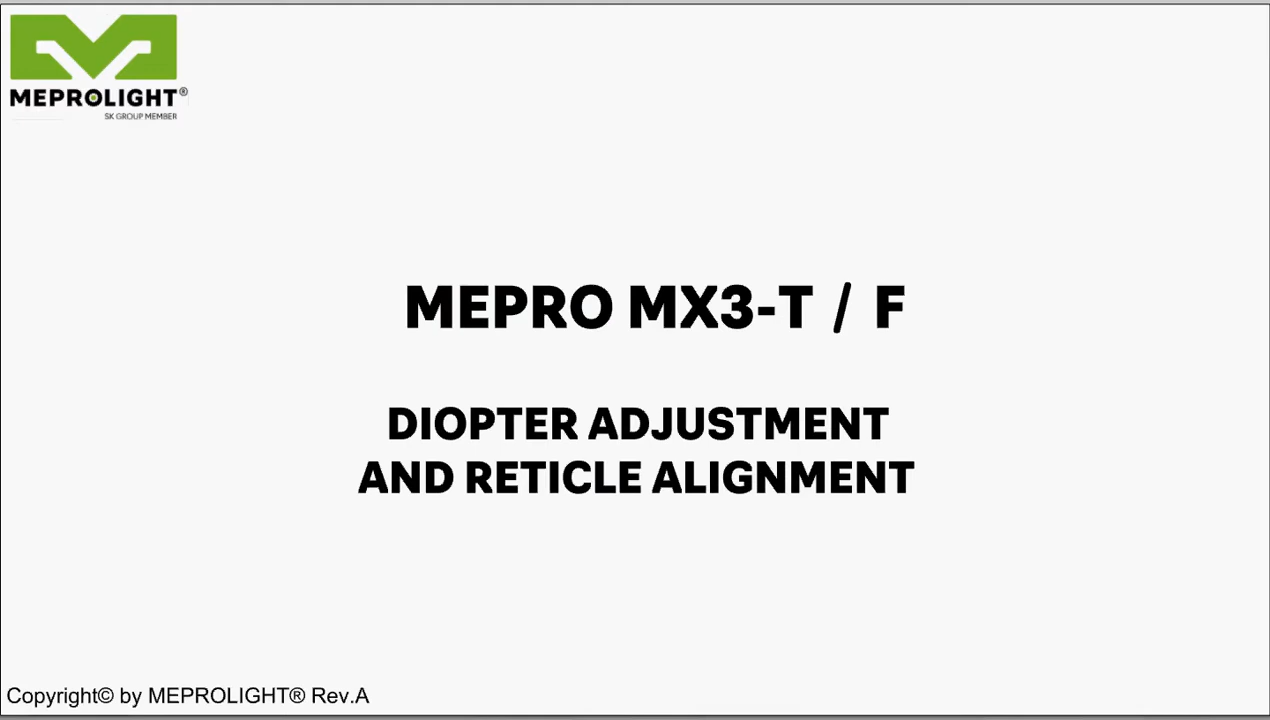 MEPROLIGHT®
SK GROUP MEMBER
MEPRO MX3-T / F
DIOPTER ADJUSTMENT
AND RETICLE ALIGNMENT
Copyright© by MEPROLIGHT® Rev.A